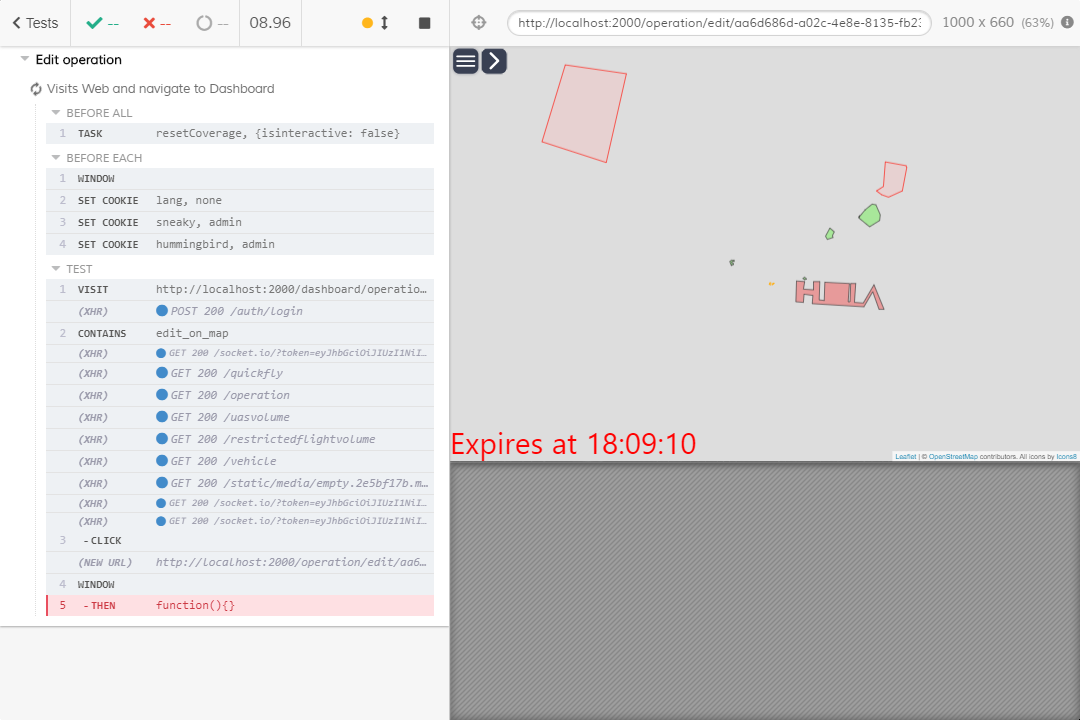 Tests -- -- -- 08.96
http://localhost:2000/operation/edit/aa6d686d-a02c-4e8e-8135-fb23
1000 x 660 (63%)
Edit operation
Visits Web and navigate to Dashboard
BEFORE ALL
1 TASK resetCoverage, {isinteractive: false}
BEFORE EACH
1 WINDOW
2 SET COOKIE lang, none
3 SET COOKIE sneaky, admin
4 SET COOKIE hummingbird, admin
TEST
1 VISIT http://localhost:2000/dashboard/operatio…
(XHR) POST 200 /auth/login
2 CONTAINS edit_on_map
(XHR) GET 200 /socket.io/?token=eyJhbGciOiJIUzI1NiI…
(XHR) GET 200 /quickfly
(XHR) GET 200 /operation
(XHR) GET 200 /uasvolume
(XHR) GET 200 /restrictedflightvolume
(XHR) GET 200 /vehicle
(XHR) GET 200 /static/media/empty.2e5bf17b.m…
(XHR) GET 200 /socket.io/?token=eyJhbGciOiJIUzI1NiI…
(XHR) GET 200 /socket.io/?token=eyJhbGciOiJIUzI1NiI…
3 -CLICK
(NEW URL) http://localhost:2000/operation/edit/aa6…
4 WINDOW
5 -THEN function(){}
Expires at 18:09:10
Leaflet | © OpenStreetMap contributors. All icons by Icons8